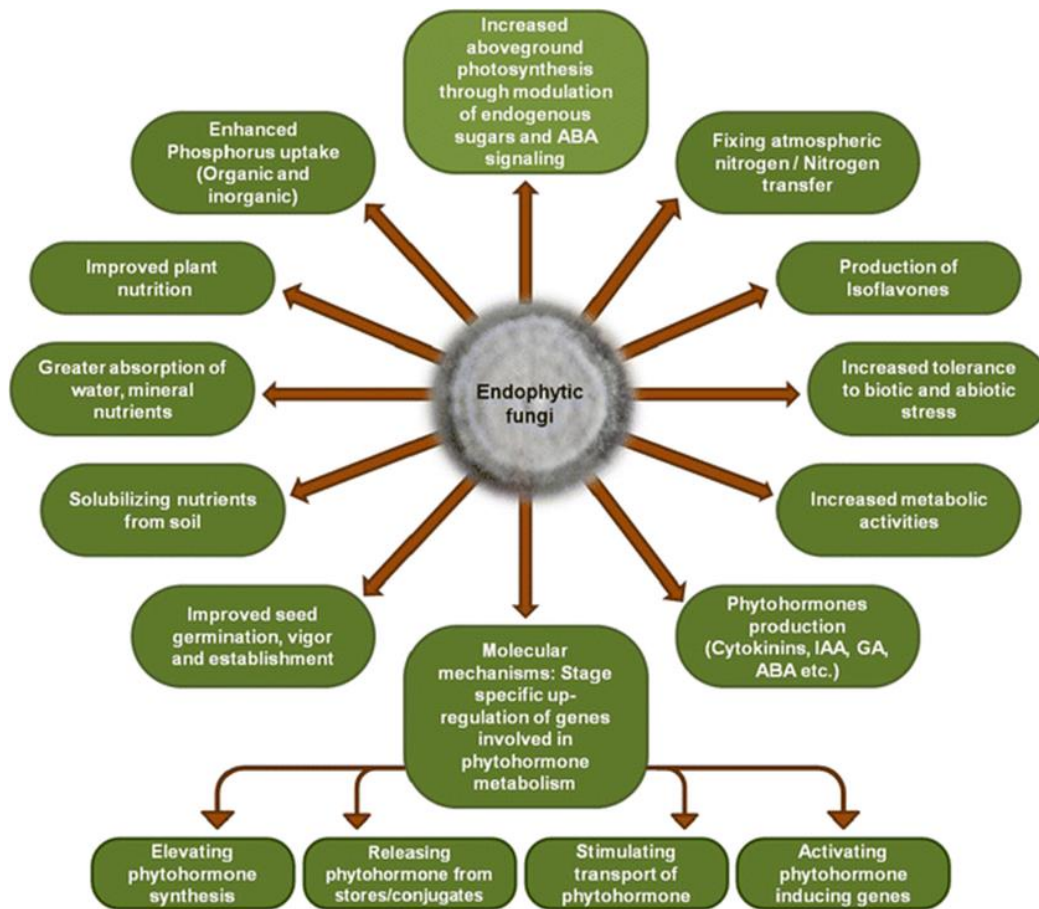 Increased
aboveground
photosynthesis
through modulation
of endogenous
sugars and ABA
signaling
Enhanced
Phosphorus uptake
(Organic and
inorganic)
Fixing atmospheric
nitrogen / Nitrogen
transfer
Improved plant
nutrition
Production of
Isoflavones
Greater absorption of
water, mineral
nutrients
Endophytic
fungi
Increased tolerance
to biotic and abiotic
stress
Solubilizing nutrients
from soil
Increased metabolic
activities
Improved seed
germination, vigor
and establishment
Phytohormones
production
(Cytokinins, IAA, GA,
ABA etc.)
Molecular
mechanisms: Stage
specific up-
regulation of genes
involved in
phytohormone
metabolism
Elevating
phytohormone
synthesis
Releasing
phytohormone from
stores/conjugates
Stimulating
transport of
phytohormone
Activating
phytohormone
inducing genes